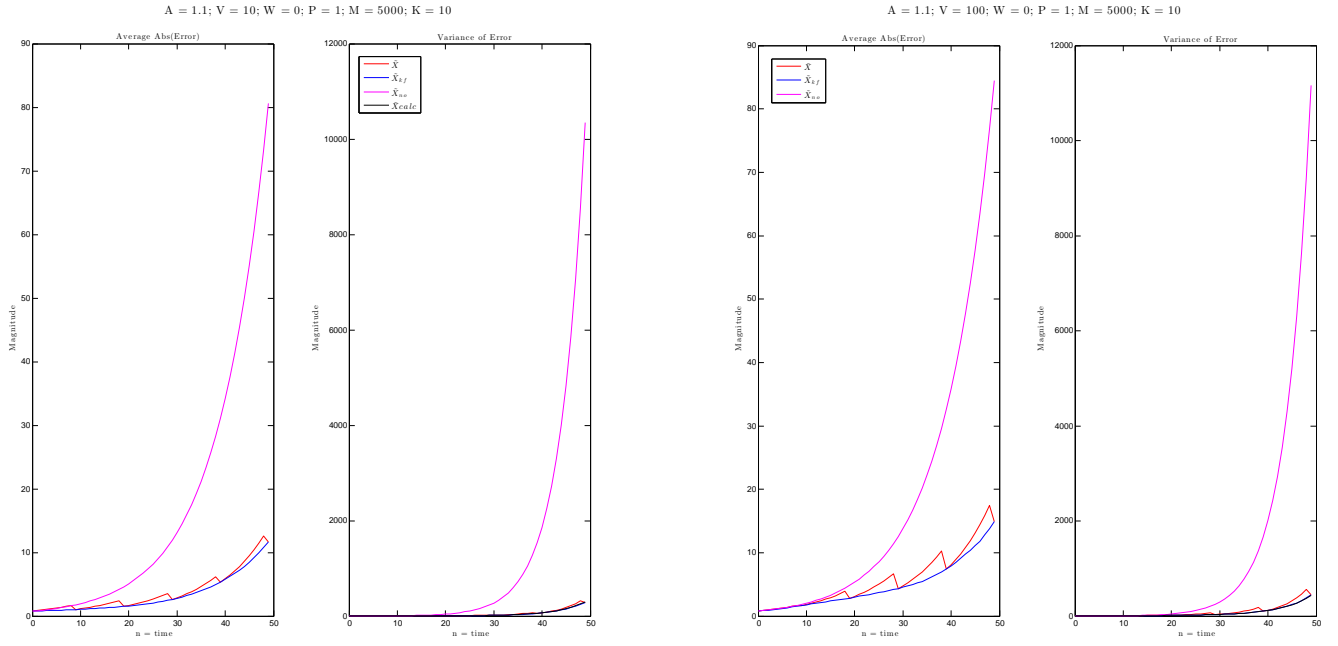 A = 1.1; V = 10; W = 0; P = 1; M = 5000; K = 10
Average Abs(Error)
90
80
70
60
50
40
30
20
10
0
Magnitude
0 10 20 30 40 50
n = time
Variance of Error
12000
10000
8000
6000
4000
2000
0
Magnitude
X̃
X̃kf
X̃no
X̃calc
0 10 20 30 40 50
n = time
A = 1.1; V = 100; W = 0; P = 1; M = 5000; K = 10
Average Abs(Error)
90
80
70
60
50
40
30
20
10
0
Magnitude
X̃
X̃kf
X̃no
0 10 20 30 40 50
n = time
Variance of Error
12000
10000
8000
6000
4000
2000
0
Magnitude
0 10 20 30 40 50
n = time